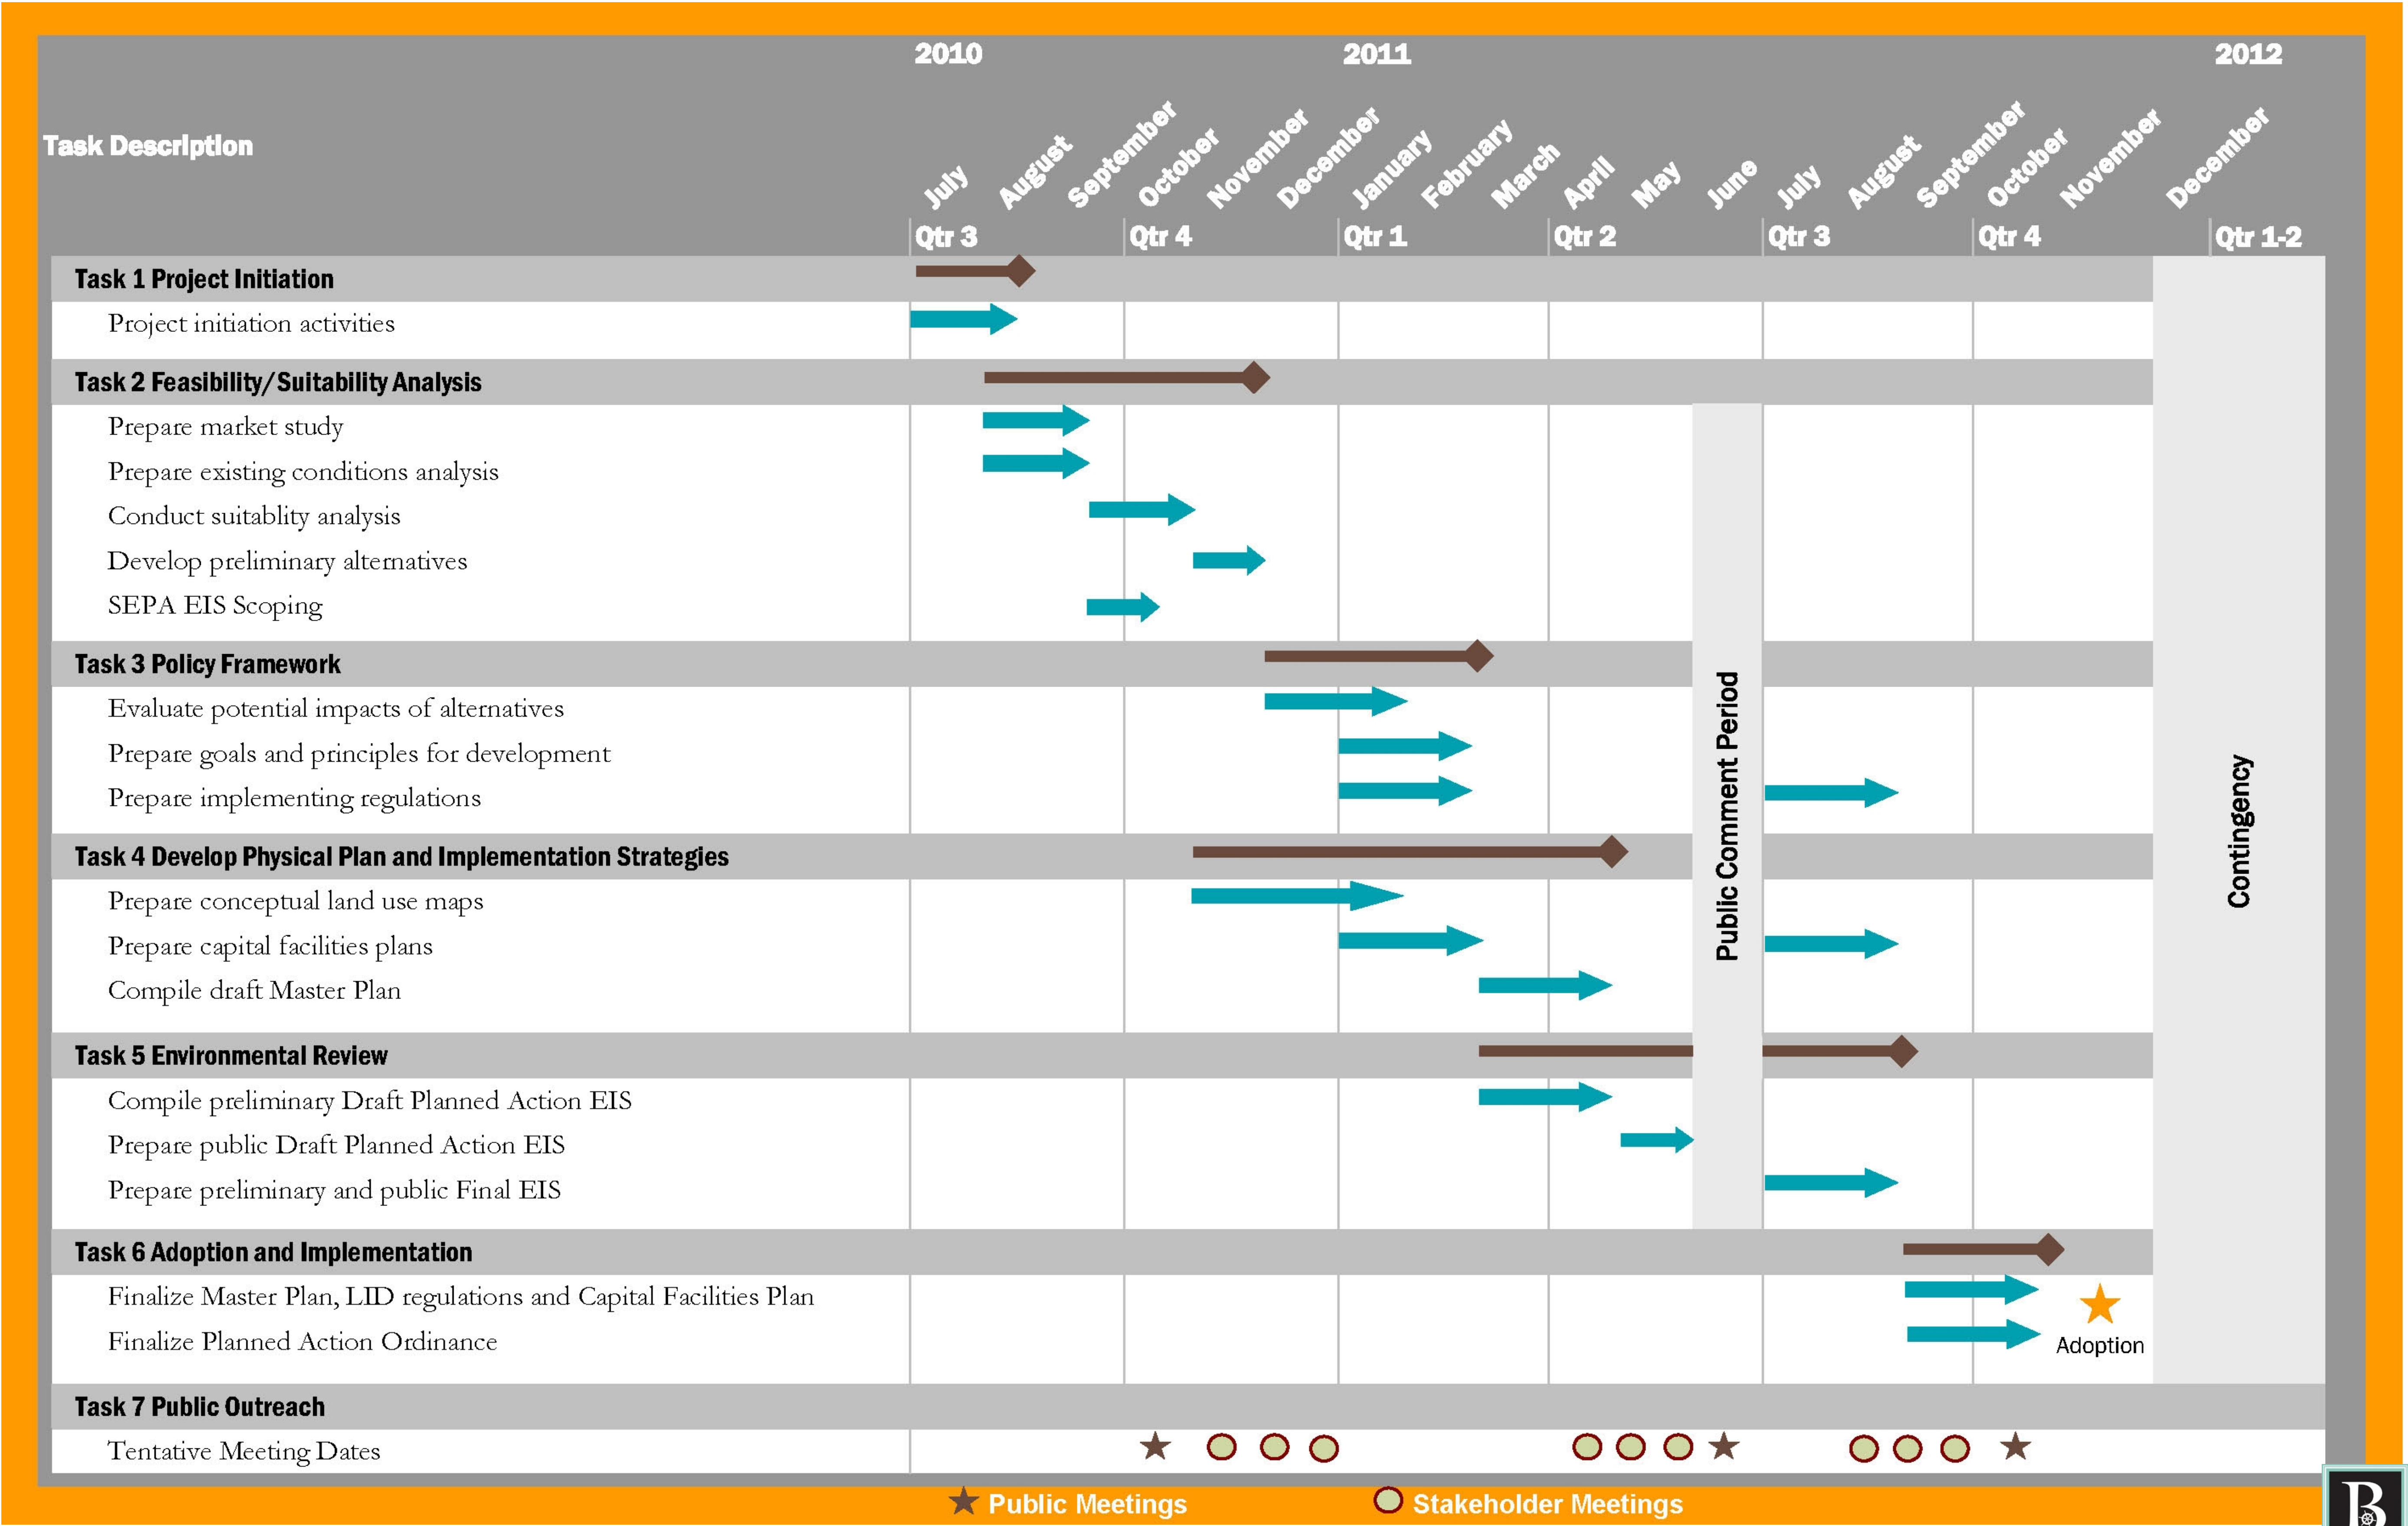 2010 2011 2012
Task Description
July August September October November December January February March April May June July August September October November December
Qtr 3 Qtr 4 Qtr 1 Qtr 2 Qtr 3 Qtr 4 Qtr 1-2
Task 1 Project Initiation
Project initiation activities
Task 2 Feasibility/Suitability Analysis
Prepare market study
Prepare existing conditions analysis
Conduct suitablity analysis
Develop preliminary alternatives
SEPA EIS Scoping
Task 3 Policy Framework
Evaluate potential impacts of alternatives
Prepare goals and principles for development
Prepare implementing regulations
Public Comment Period
Contingency
Task 4 Develop Physical Plan and Implementation Strategies
Prepare conceptual land use maps
Prepare capital facilities plans
Compile draft Master Plan
Task 5 Environmental Review
Compile preliminary Draft Planned Action EIS
Prepare public Draft Planned Action EIS
Prepare preliminary and public Final EIS
Task 6 Adoption and Implementation
Finalize Master Plan, LID regulations and Capital Facilities Plan
Finalize Planned Action Ordinance
Adoption
Task 7 Public Outreach
Tentative Meeting Dates
Public Meetings
Stakeholder Meetings
B